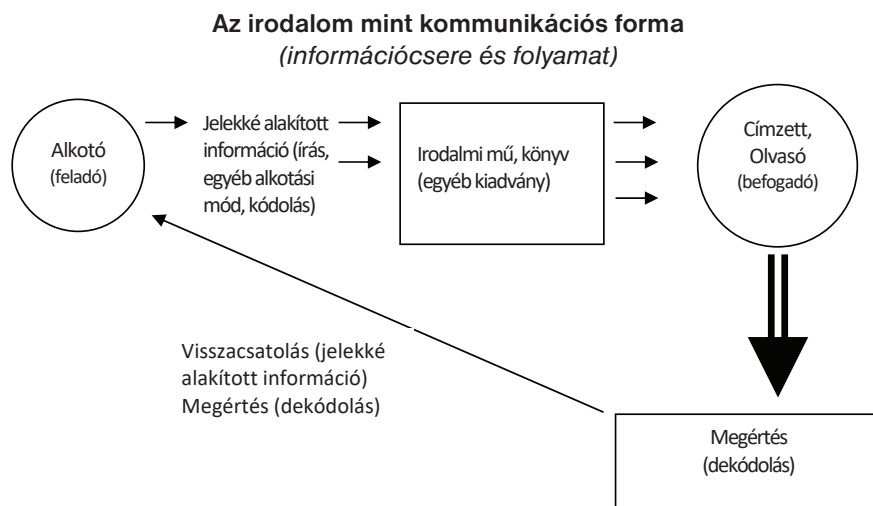 Az irodalom mint kommunikációs forma
(információcsere és folyamat)
Alkotó
(feladó)
Jelekké alakított
információ (írás,
egyéb alkotási
mód, kódolás)
Irodalmi mű, könyv
(egyéb kiadvány)
Címzett,
Olvasó
(befogadó)
Visszacsatolás (jelekké
alakított információ)
Megértés (dekódolás)
Megértés
(dekódolás)